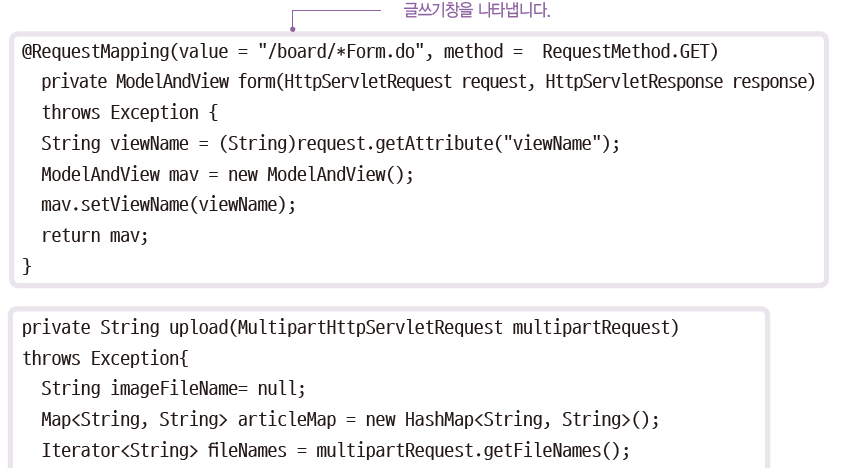 글쓰기창을 나타냅니다.
@RequestMapping(value = "/board/*Form.do", method =  RequestMethod.GET)
  private ModelAndView form(HttpServletRequest request, HttpServletResponse response)
  throws Exception {
  String viewName = (String)request.getAttribute("viewName");
  ModelAndView mav = new ModelAndView();
  mav.setViewName(viewName);
  return mav;
}
private String upload(MultipartHttpServletRequest multipartRequest)
throws Exception{
  String imageFileName= null;
  Map<String, String> articleMap = new HashMap<String, String>();
  Iterator<String> fileNames = multipartRequest.getFileNames();